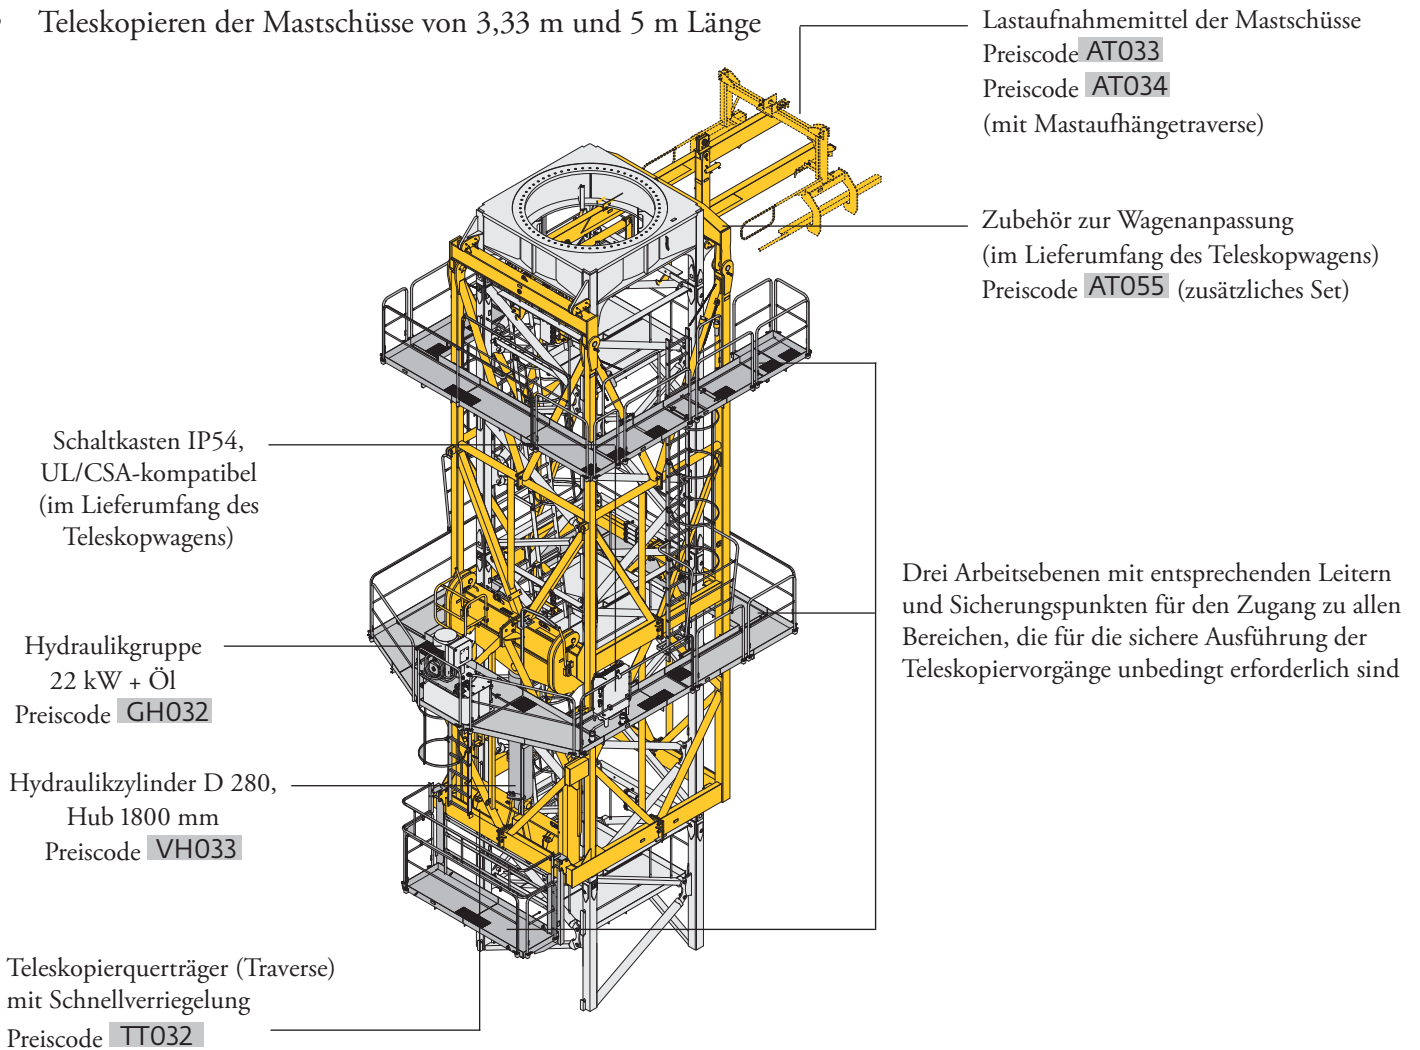 Teleskopieren der Mastschüsse von 3,33 m und 5 m Länge
Lastaufnahmemittel der Mastschüsse
Preiscode AT033
Preiscode AT034
(mit Mastaufhängetraverse)
Zubehör zur Wagenanpassung
(im Lieferumfang des Teleskopwagens)
Preiscode AT055 (zusätzliches Set)
Schaltkasten IP54,
UL/CSA-kompatibel
(im Lieferumfang des
Teleskopwagens)
Drei Arbeitsebenen mit entsprechenden Leitern
und Sicherungspunkten für den Zugang zu allen
Bereichen, die für die sichere Ausführung der
Teleskopiervorgänge unbedingt erforderlich sind
Hydraulikgruppe
22 kW + Öl
Preiscode GH032
Hydraulikzylinder D 280,
Hub 1800 mm
Preiscode VH033
Teleskopierquerträger (Traverse)
mit Schnellverriegelung
Preiscode TT032